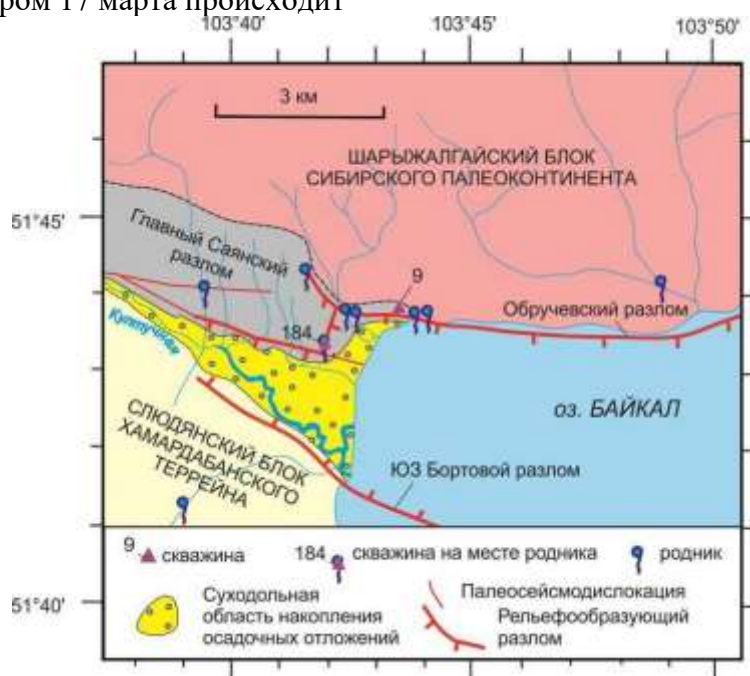 ром 17 марта происходит
103°40' 103°45' 103°50'
3 км
ШАРЫЖАЛГАЙСКИЙ БЛОК
СИБИРСКОГО ПАЛЕОКОНТИНЕНТА
51°45'
Главный Саянский
разлом
9
Обручевский разлом
184
Култучная
оз. БАЙКАЛ
СЛЮДЯНСКИЙ БЛОК
ХАМАРДАБАНСКОГО
ТЕРРЕЙНА
ЮЗ Бортовой разлом
9 скважина 184 скважина на месте родника родник
Суходольная
область накопления
осадочных отложений
Палеосейсмодислокация
Рельефообразующий
разлом
51°40'